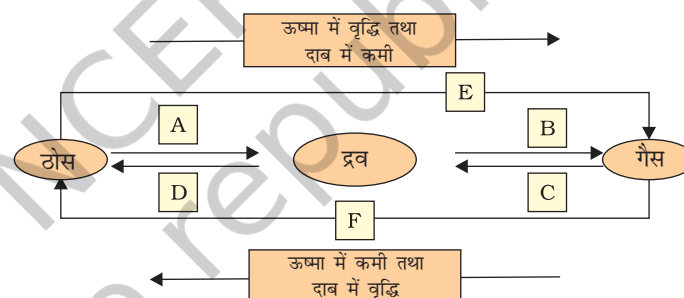 ऊष्मा में वृद्धि तथा
दाब में कमी
E
A
B
ठोस
द्रव
गैस
D
C
F
ऊष्मा में कमी तथा
दाब में वृद्धि